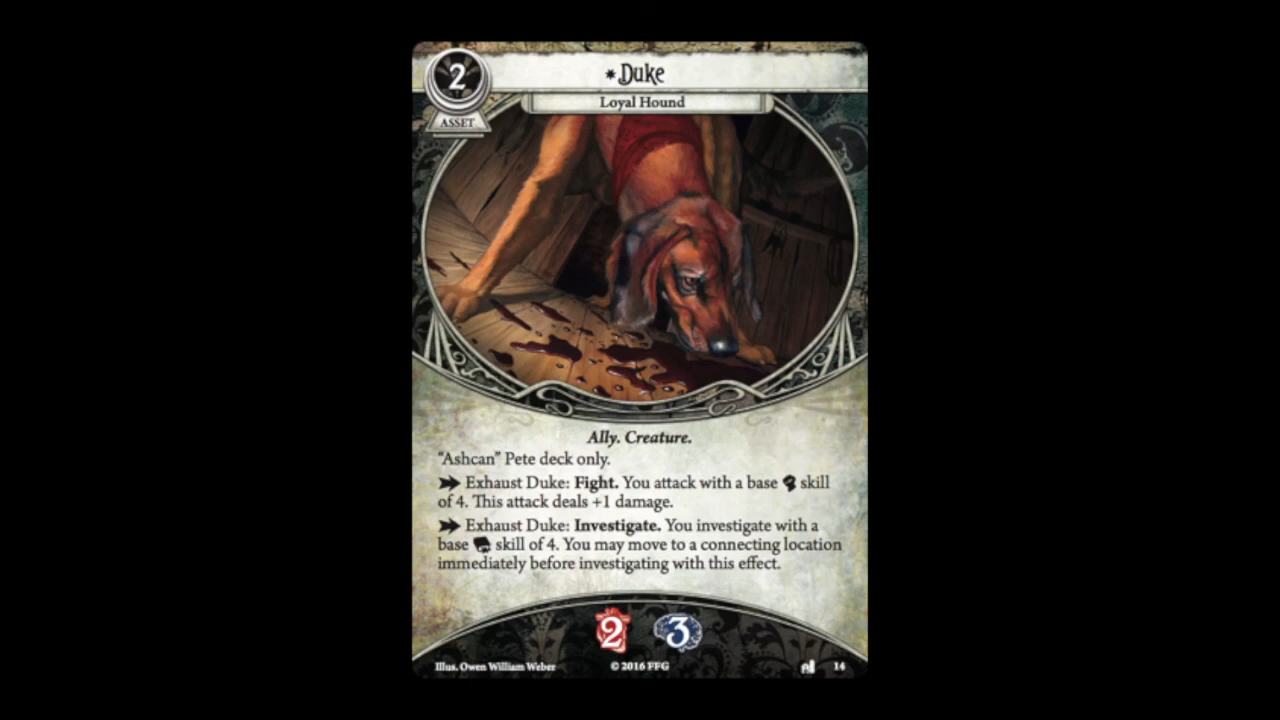 2
Duke
ASSET
Loyal Hound
Ally. Creature.
“Ashcan” Pete deck only.
Exhaust Duke: Fight. You attack with a base skill
of 4. This attack deals +1 damage.
Exhaust Duke: Investigate. You investigate with a
base skill of 4. You may move to a connecting location
immediately before investigating with this effect.
2 3
Illus. Owen William Weber © 2016 FFG 14